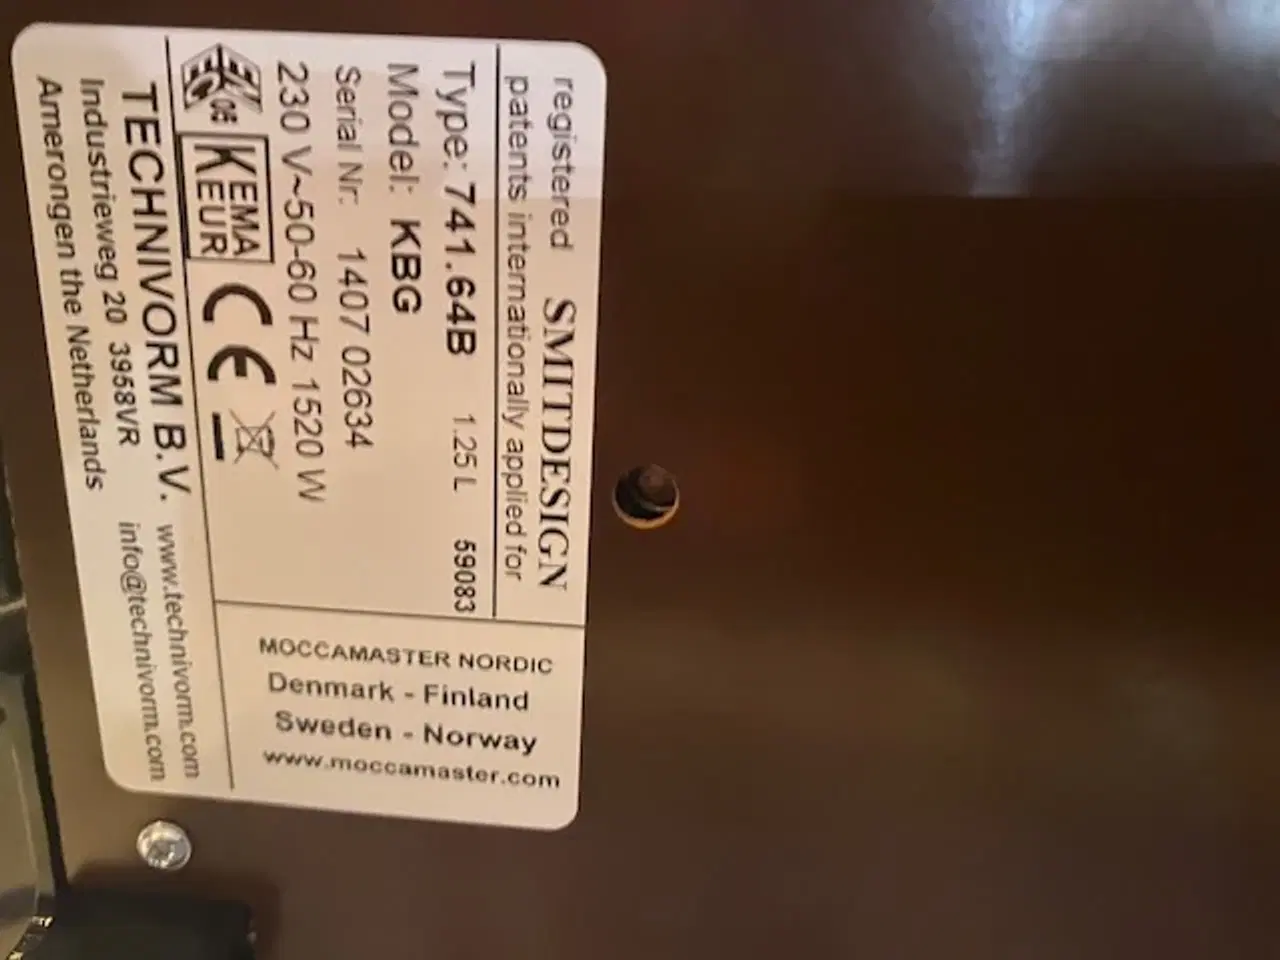 registered SMITDESIGN
patents internationally applied for
Type: 741.64B 1.25 L 59083
Model: KBG
Serial Nr: 1407 02634
230 V~50-60 Hz 1520 W
KEMA
KEUR
CE
TECHNIVORM B.V. www.technivorm.com
Industrieweg 20 3958VR info@technivorm.com
Amerongen the Netherlands
MOCCAMASTER NORDIC
Denmark - Finland
Sweden - Norway
www.moccamaster.com